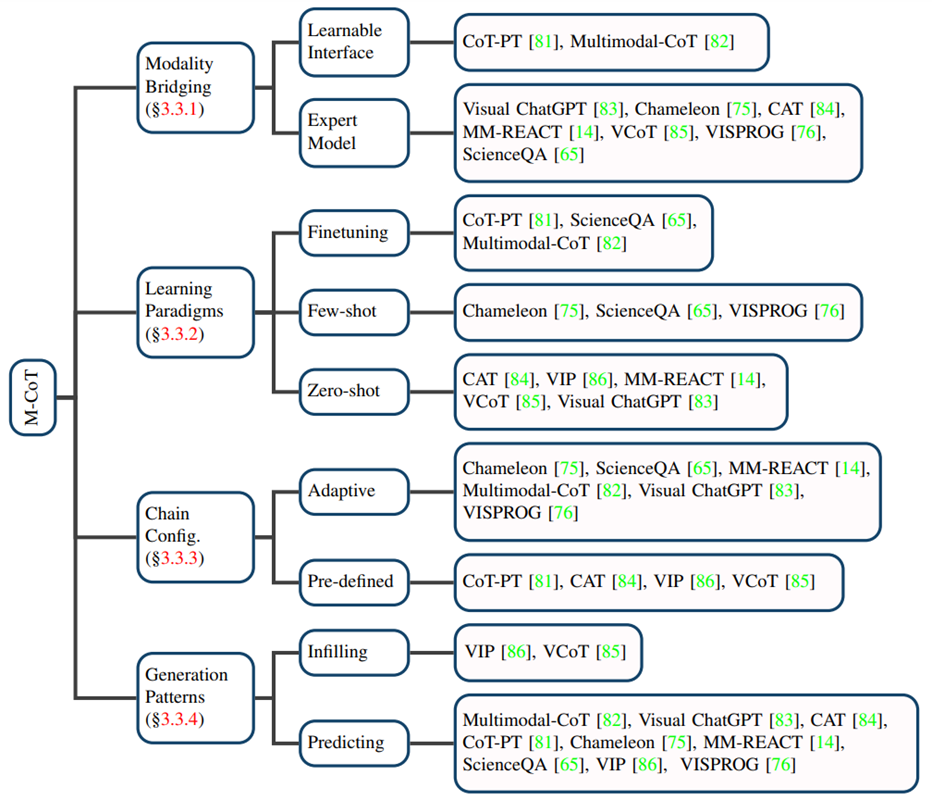 M-CoT
Modality
Bridging
(§3.3.1)
Learnable
Interface
CoT-PT [81], Multimodal-CoT [82]
Expert
Model
Visual ChatGPT [83], Chameleon [75], CAT [84],
MM-REACT [14], VCoT [85], VISPROG [76],
ScienceQA [65]
Learning
Paradigms
(§3.3.2)
Finetuning
CoT-PT [81], ScienceQA [65],
Multimodal-CoT [82]
Few-shot
Chameleon [75], ScienceQA [65], VISPROG [76]
Zero-shot
CAT [84], VIP [86], MM-REACT [14],
VCoT [85], Visual ChatGPT [83]
Chain
Config.
(§3.3.3)
Adaptive
Chameleon [75], ScienceQA [65], MM-REACT [14],
Multimodal-CoT [82], Visual ChatGPT [83],
VISPROG [76]
Pre-defined
CoT-PT [81], CAT [84], VIP [86], VCoT [85]
Generation
Patterns
(§3.3.4)
Infilling
VIP [86], VCoT [85]
Predicting
Multimodal-CoT [82], Visual ChatGPT [83], CAT [84],
CoT-PT [81], Chameleon [75], MM-REACT [14],
ScienceQA [65], VIP [86], VISPROG [76]